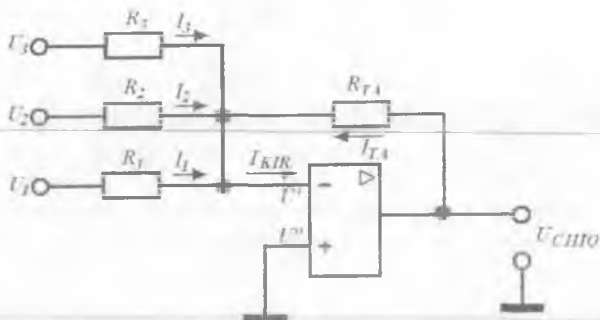 R3 I3
U3
R2 I2 RTA
U2
ITA
R1 I1 IKIR
U1
− ▷
U'
U'' +
UCHIQ